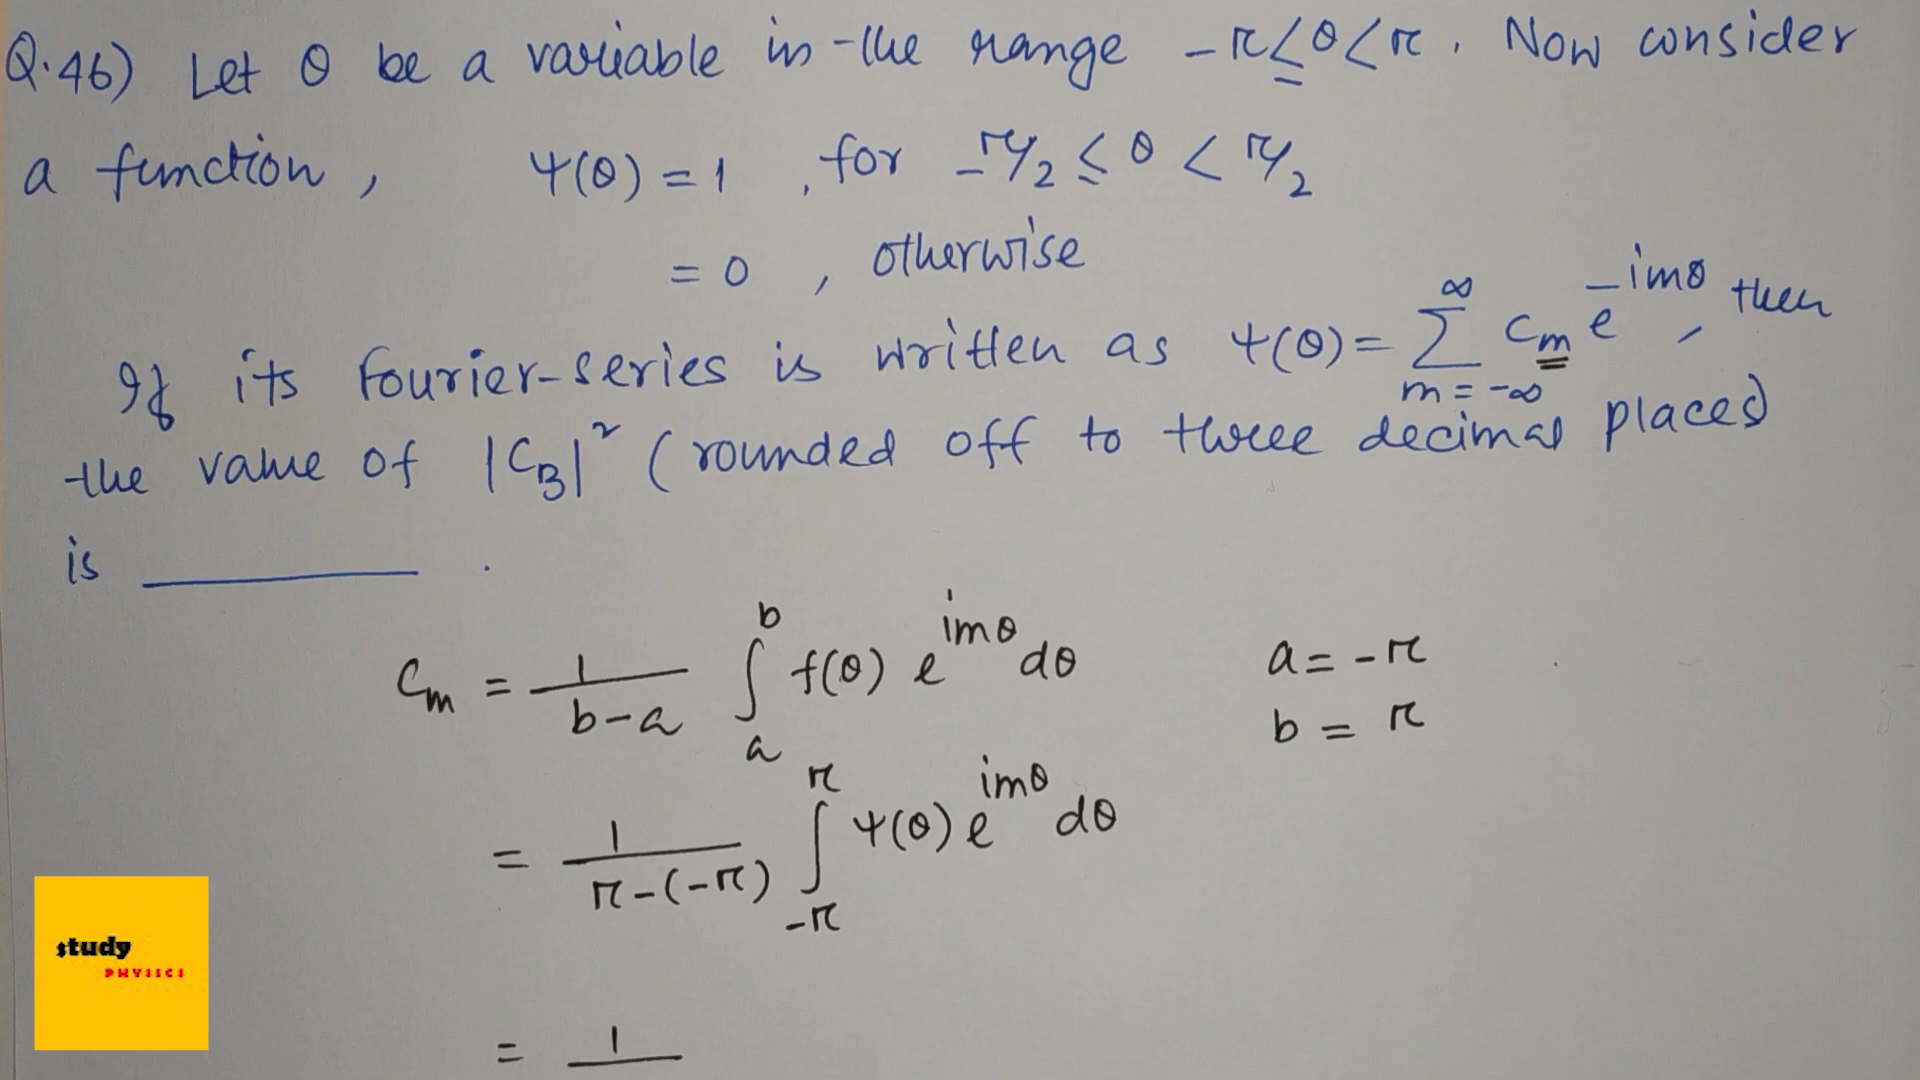 Q.46) Let θ be a variable in the range -π≤θ<π. Now consider
a function, ψ(θ) = 1 , for -π/2 ≤ θ < π/2
= 0 , otherwise
If its Fourier-series is written as ψ(θ) = ∑_{m=-∞}^{∞} C_m e^{-imθ}, then
the value of |C_3|² (rounded off to three decimal places)
is ________ .
C_m = 1/(b-a) ∫_a^b f(θ) e^{imθ} dθ a = -π
b = π
= 1/(π-(-π)) ∫_{-π}^{π} ψ(θ) e^{imθ} dθ
= 1/
study
PHYSICS